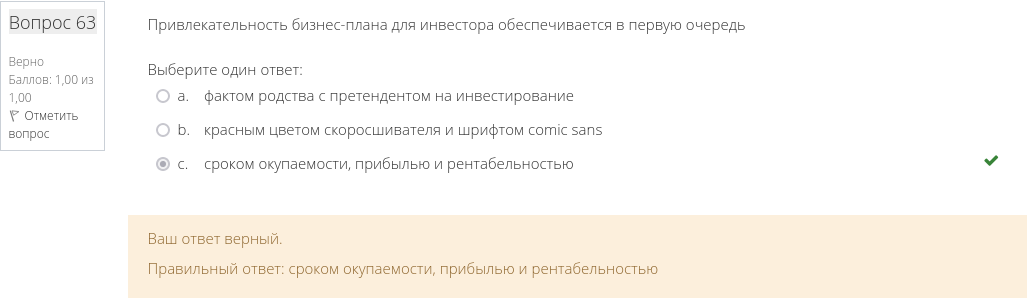 Вопрос 63
Верно
Баллов: 1,00 из
1,00
Отметить
вопрос
Привлекательность бизнес-плана для инвестора обеспечивается в первую очередь
Выберите один ответ:
a. фактом родства с претендентом на инвестирование
b. красным цветом скоросшивателя и шрифтом comic sans
c. сроком окупаемости, прибылью и рентабельностью
Ваш ответ верный.
Правильный ответ: сроком окупаемости, прибылью и рентабельностью